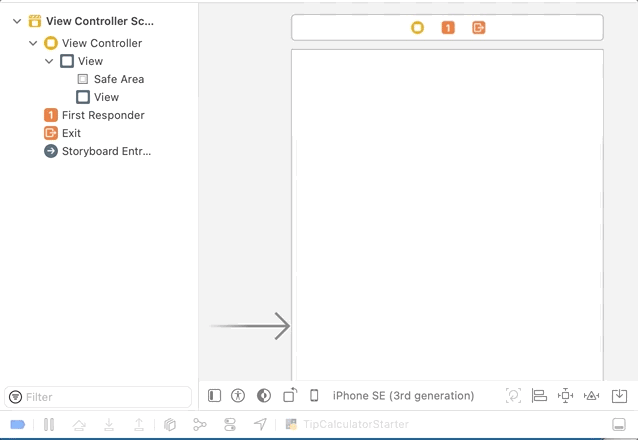 View Controller Sc...
1
View Controller
View
Safe Area
View
1 First Responder
Exit
Storyboard Entr...
Filter
iPhone SE (3rd generation)
TipCalculatorStarter